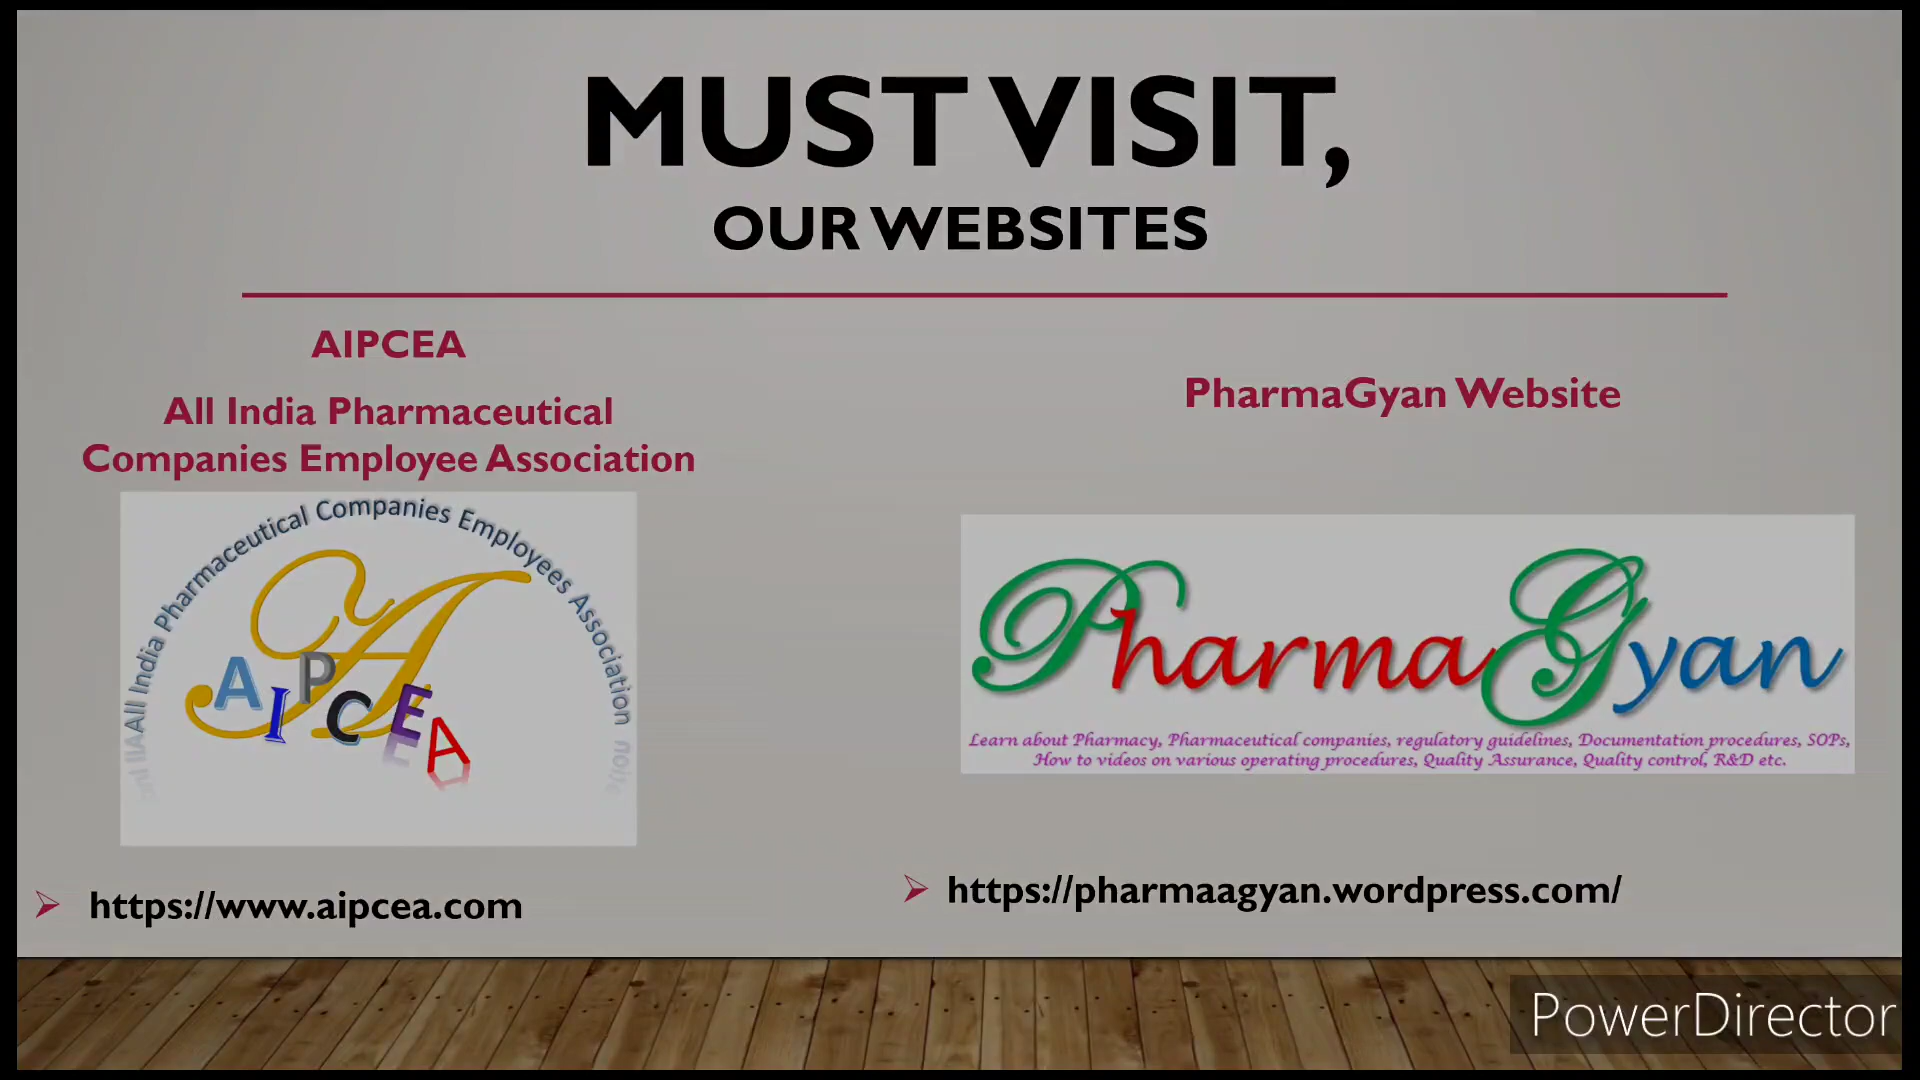 MUST VISIT,
OUR WEBSITES
AIPCEA
All India Pharmaceutical
Companies Employee Association
All India Pharmaceutical Companies Employees Association
A
AIPCEA
https://www.aipcea.com
PharmaGyan Website
PharmaGyan
Learn about Pharmacy, Pharmaceutical companies, regulatory guidelines, Documentation procedures, SOPs,
How to videos on various operating procedures, Quality Assurance, Quality control, R&D etc.
https://pharmaagyan.wordpress.com/
PowerDirector